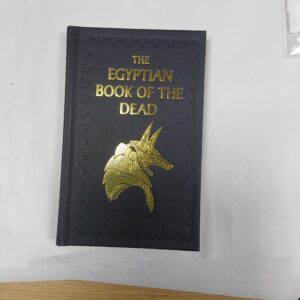 THE
EGYPTIAN
BOOK OF THE
DEAD